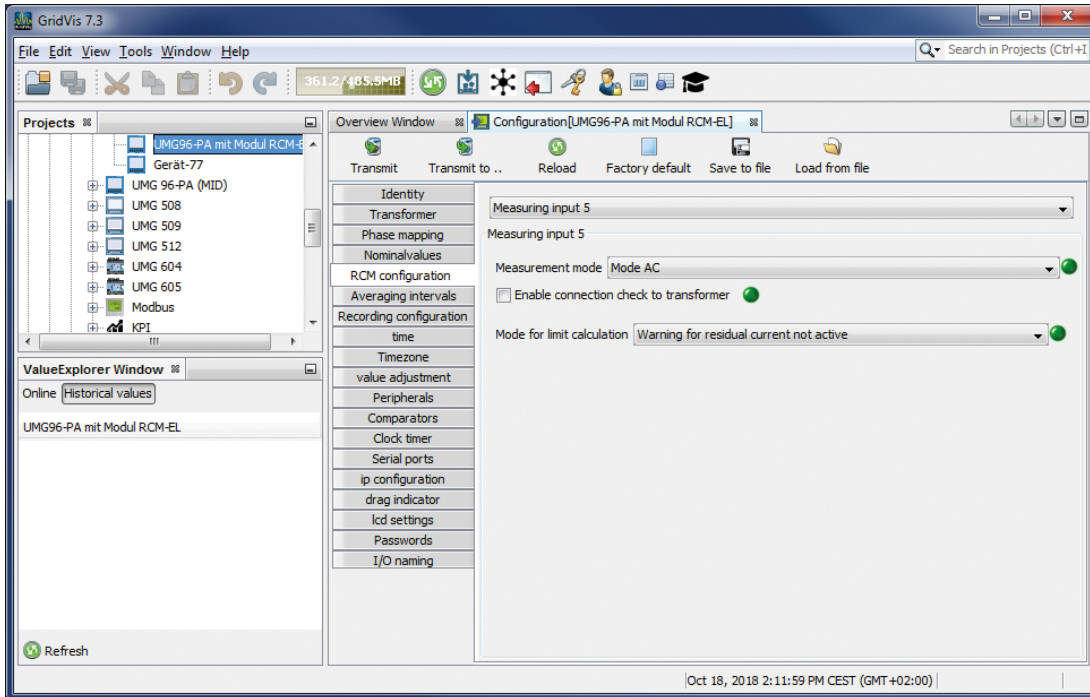 GridVis 7.3
File Edit View Tools Window Help
Search in Projects (Ctrl+I
361.2/485.5MB
Projects
UMG96-PA mit Modul RCM-E
Gerät-77
UMG 96-PA (MID)
UMG 508
UMG 509
UMG 512
UMG 604
UMG 605
Modbus
KPI
ValueExplorer Window
Online Historical values
UMG96-PA mit Modul RCM-EL
Refresh
Overview Window Configuration[UMG96-PA mit Modul RCM-EL]
Transmit Transmit to .. Reload Factory default Save to file Load from file
Identity
Transformer
Phase mapping
Nominalvalues
RCM configuration
Averaging intervals
Recording configuration
time
Timezone
value adjustment
Peripherals
Comparators
Clock timer
Serial ports
ip configuration
drag indicator
lcd settings
Passwords
I/O naming
Measuring input 5
Measuring input 5
Measurement mode Mode AC
Enable connection check to transformer
Mode for limit calculation Warning for residual current not active
Oct 18, 2018 2:11:59 PM CEST (GMT+02:00)